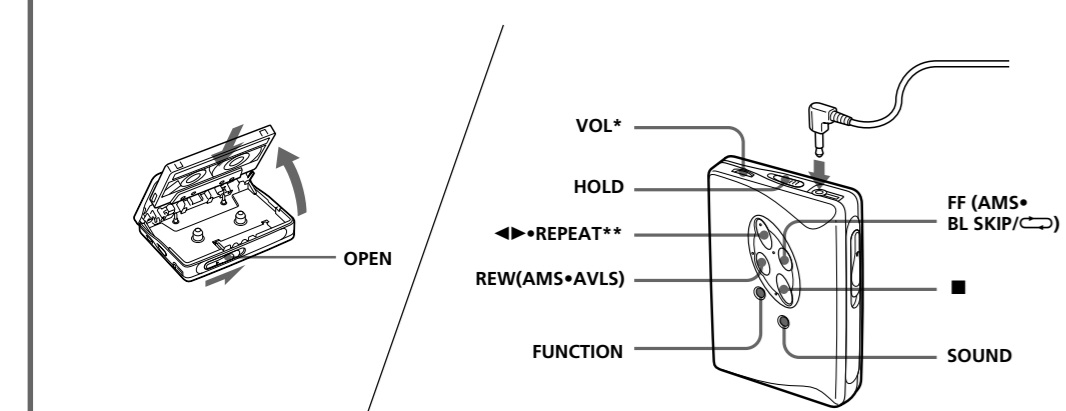 OPEN
VOL*
HOLD
◀▶•REPEAT**
REW(AMS•AVLS)
FUNCTION
FF (AMS•
BL SKIP/⮌)
■
SOUND